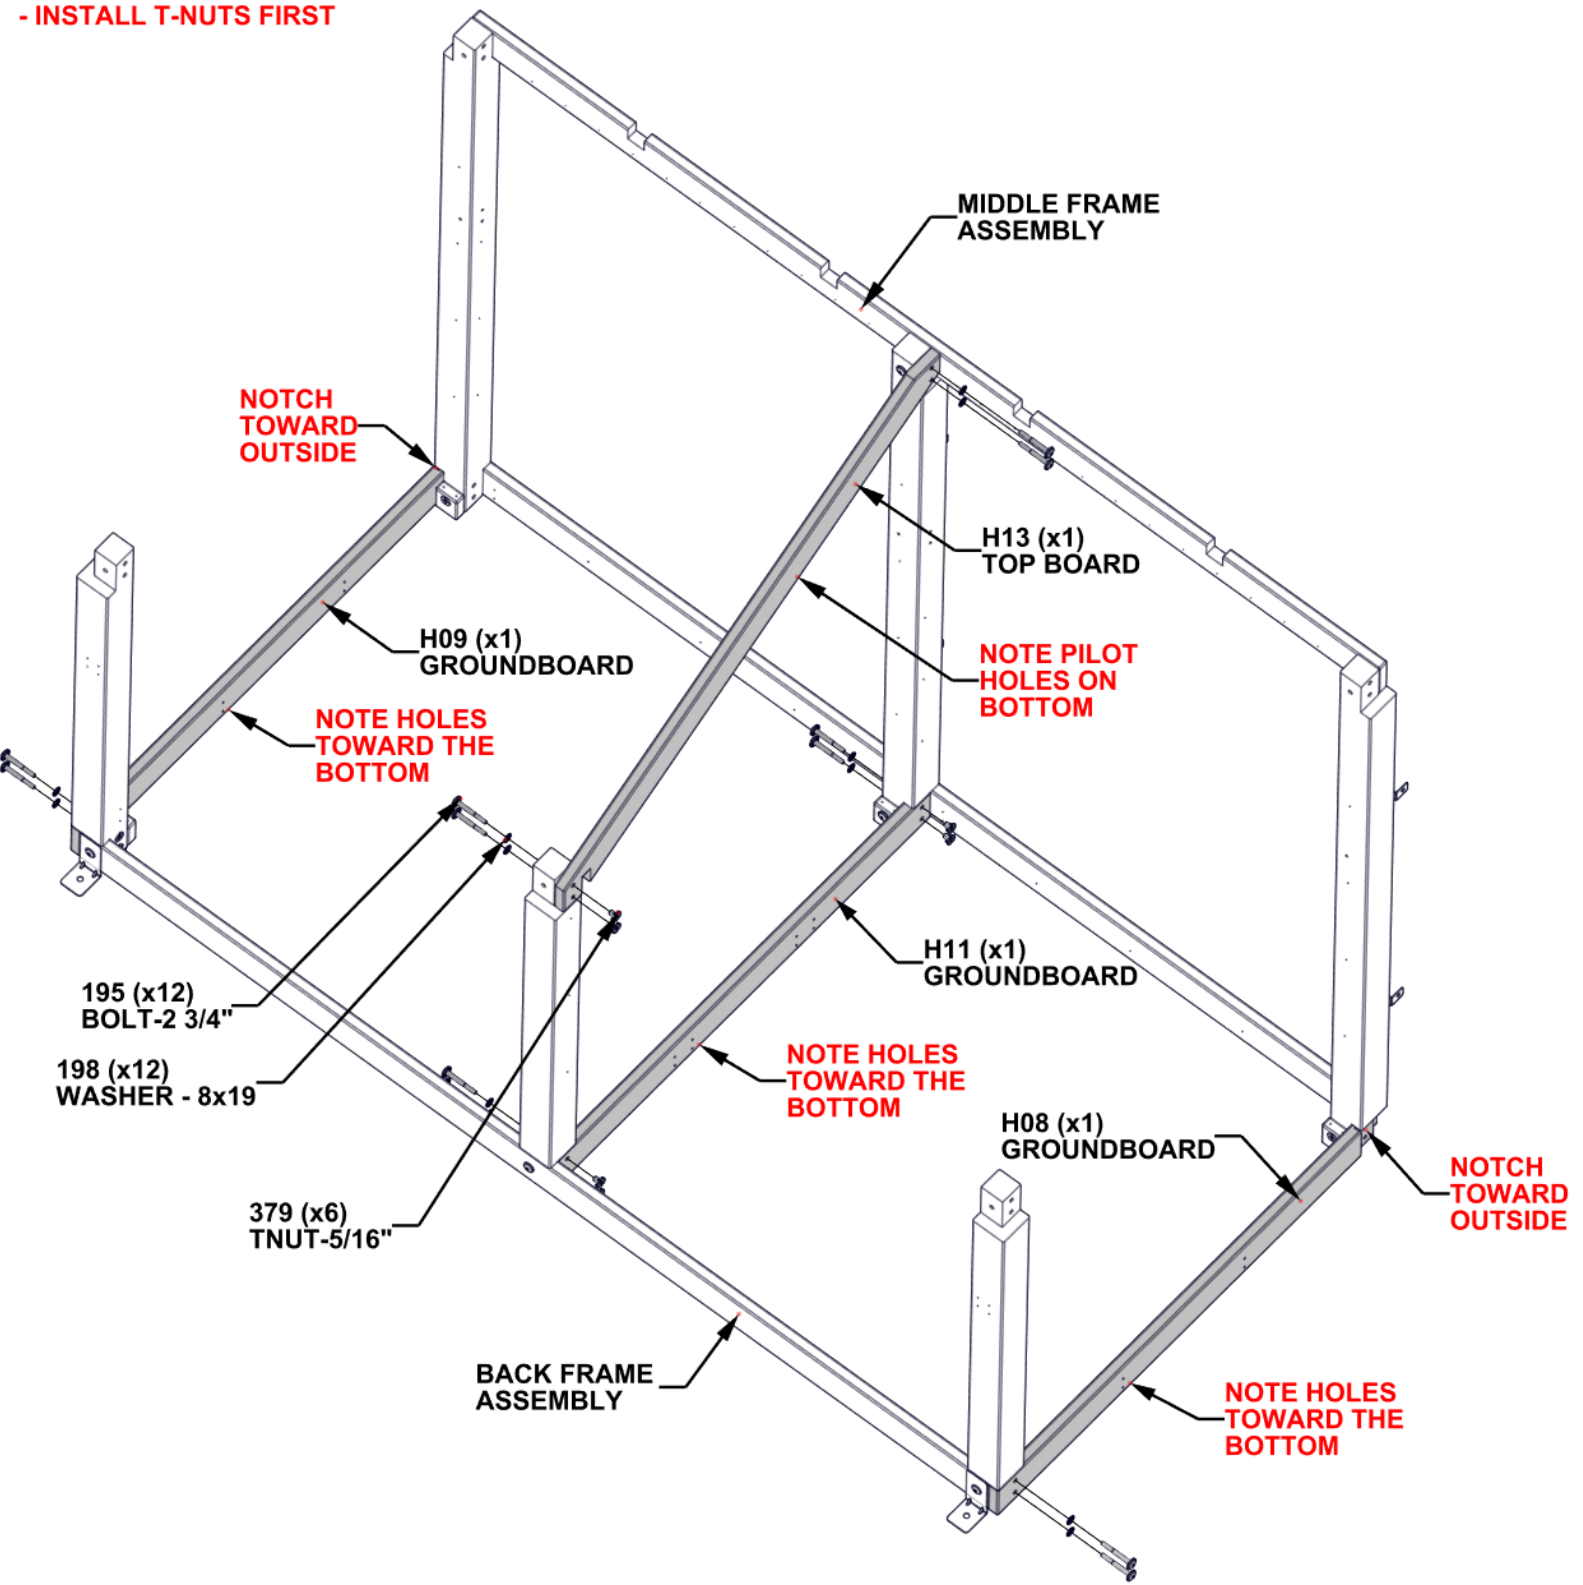 - INSTALL T-NUTS FIRST
MIDDLE FRAME
ASSEMBLY
NOTCH
TOWARD
OUTSIDE
H13 (x1)
TOP BOARD
H09 (x1)
GROUNDBOARD
NOTE PILOT
HOLES ON
BOTTOM
NOTE HOLES
TOWARD THE
BOTTOM
H11 (x1)
GROUNDBOARD
195 (x12)
BOLT-2 3/4"
198 (x12)
WASHER - 8x19
NOTE HOLES
TOWARD THE
BOTTOM
H08 (x1)
GROUNDBOARD
NOTCH
TOWARD
OUTSIDE
379 (x6)
TNUT-5/16"
BACK FRAME
ASSEMBLY
NOTE HOLES
TOWARD THE
BOTTOM